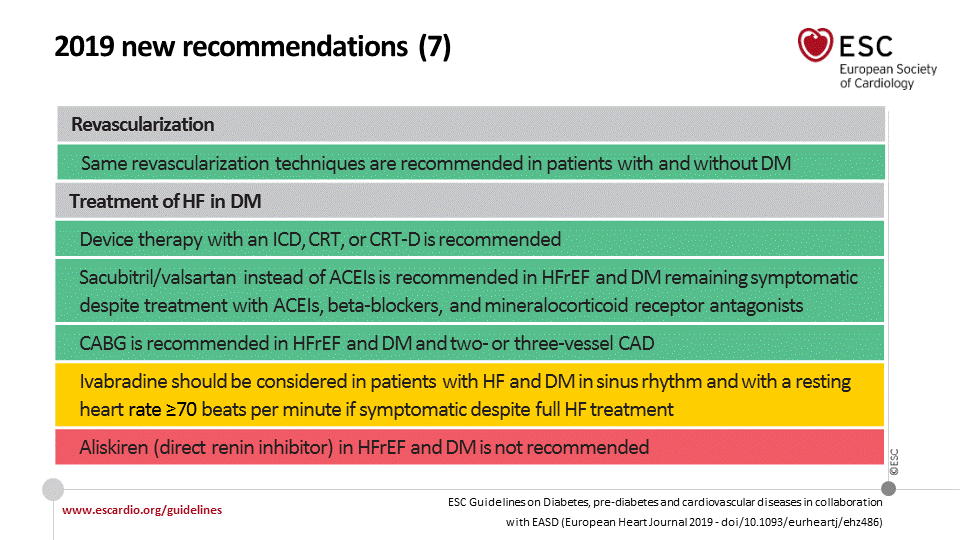 2019 new recommendations (7)
ESC
European Society
of Cardiology
Revascularization
Same revascularization techniques are recommended in patients with and without DM
Treatment of HF in DM
Device therapy with an ICD, CRT, or CRT-D is recommended
Sacubitril/valsartan instead of ACEIs is recommended in HFrEF and DM remaining symptomatic
despite treatment with ACEIs, beta-blockers, and mineralocorticoid receptor antagonists
CABG is recommended in HFrEF and DM and two- or three-vessel CAD
Ivabradine should be considered in patients with HF and DM in sinus rhythm and with a resting
heart rate ≥70 beats per minute if symptomatic despite full HF treatment
Aliskiren (direct renin inhibitor) in HFrEF and DM is not recommended
©ESC
www.escardio.org/guidelines
ESC Guidelines on Diabetes, pre-diabetes and cardiovascular diseases in collaboration
with EASD (European Heart Journal 2019 - doi/10.1093/eurheartj/ehz486)